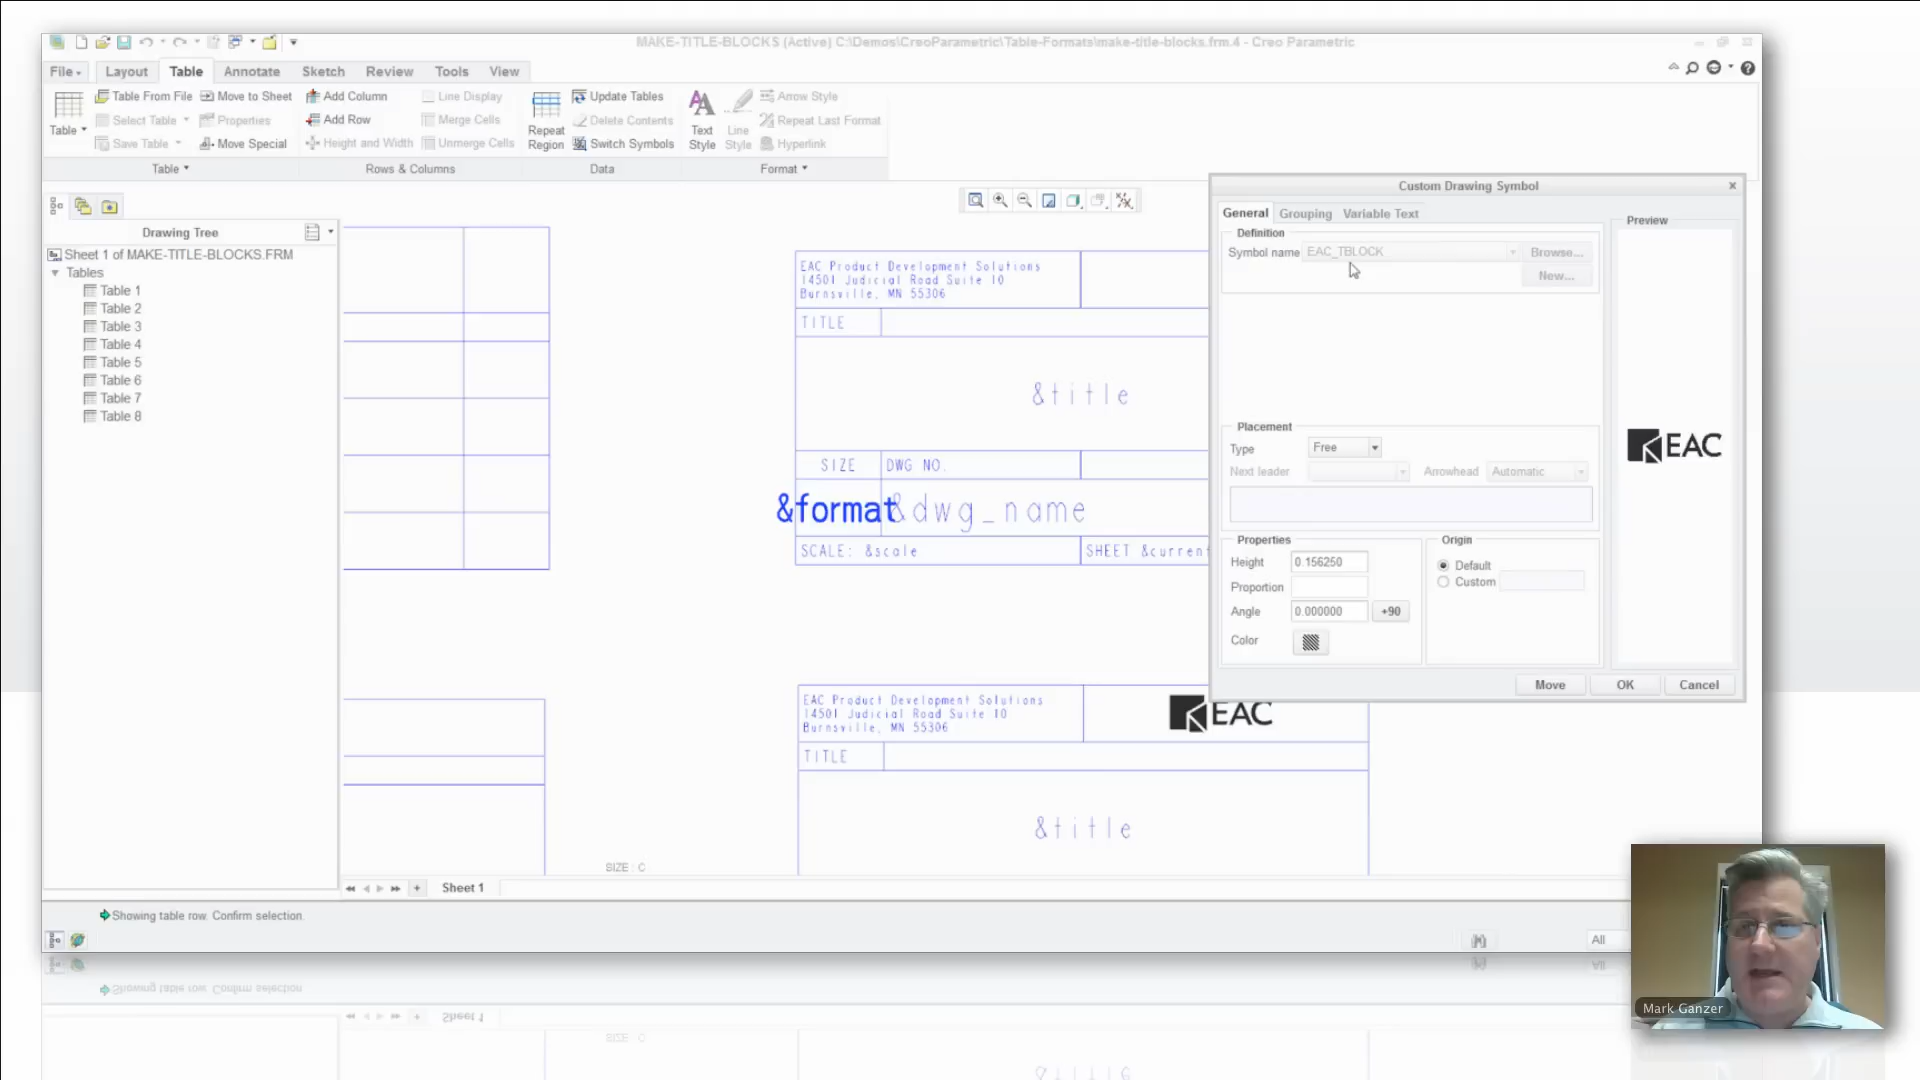 MAKE-TITLE-BLOCKS (Active) C:\Demos\CreoParametric\Table-Formats\make-title-blocks.frm.4 - Creo Parametric
File Layout Table Annotate Sketch Review Tools View
Table From File Move to Sheet Add Column Line Display Update Tables Arrow Style
Select Table Properties Add Row Merge Cells Delete Contents Repeat Last Format
Table Save Table Move Special Height and Width Unmerge Cells Repeat Region Switch Symbols Text Style Line Style Hyperlink
Table Rows & Columns Data Format
Drawing Tree
Sheet 1 of MAKE-TITLE-BLOCKS.FRM
Tables
Table 1
Table 2
Table 3
Table 4
Table 5
Table 6
Table 7
Table 8
EAC Product Development Solutions
14501 Judicial Road Suite 10
Burnsville, MN 55306
TITLE
&title
SIZE DWG NO.
&format &dwg_name
SCALE: &scale SHEET &current
EAC Product Development Solutions
14501 Judicial Road Suite 10
Burnsville, MN 55306
EAC
TITLE
&title
SIZE : C
Custom Drawing Symbol
General Grouping Variable Text
Definition
Symbol name EAC_TBLOCK Browse...
New...
Preview
EAC
Placement
Type Free
Next leader Arrowhead Automatic
Properties
Height 0.156250
Proportion
Angle 0.000000 +90
Color
Origin
Default
Custom
Move OK Cancel
Sheet 1
Showing table row. Confirm selection.
All
Mark Ganzer